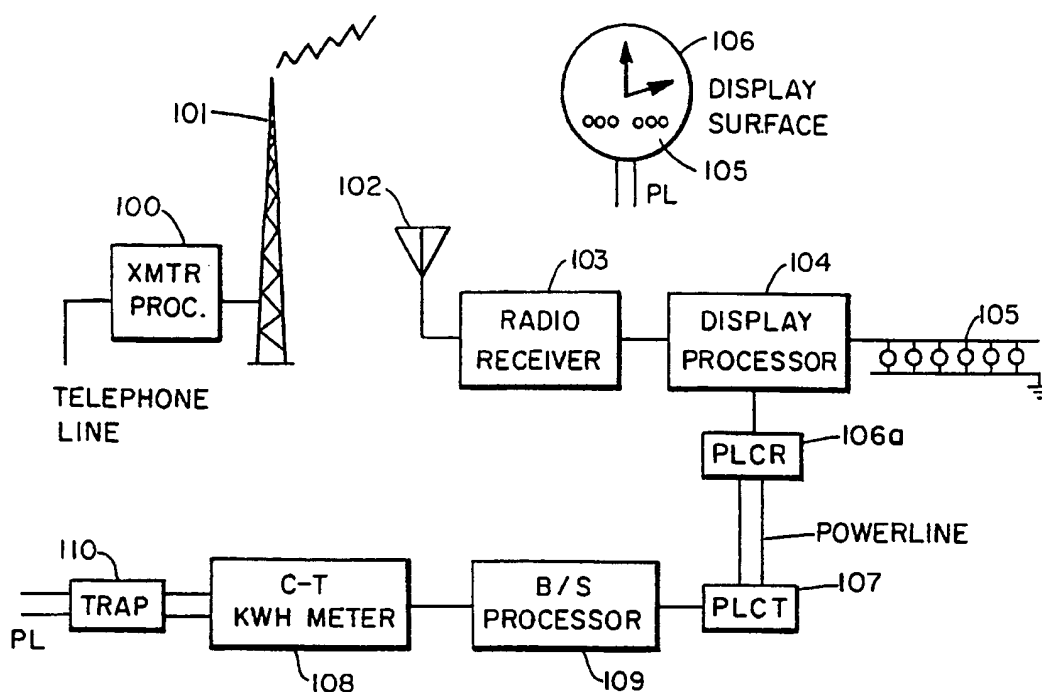 106
DISPLAY
SURFACE
105
PL
101
102
100
XMTR
PROC.
103
RADIO
RECEIVER
104
DISPLAY
PROCESSOR
105
TELEPHONE
LINE
PLCR
106a
POWERLINE
110
TRAP
PL
C-T
KWH METER
108
B/S
PROCESSOR
109
PLCT
107